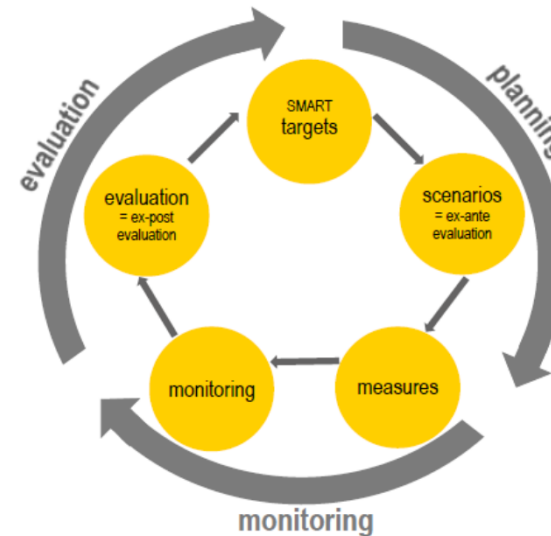 evaluation
planning
SMART
targets
evaluation
= ex-post
evaluation
scenarios
= ex-ante
evaluation
monitoring
measures
monitoring